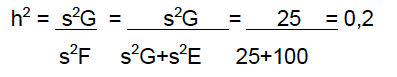 h² = s²G = s²G = 25 = 0,2
s²F s²G+s²E 25+100